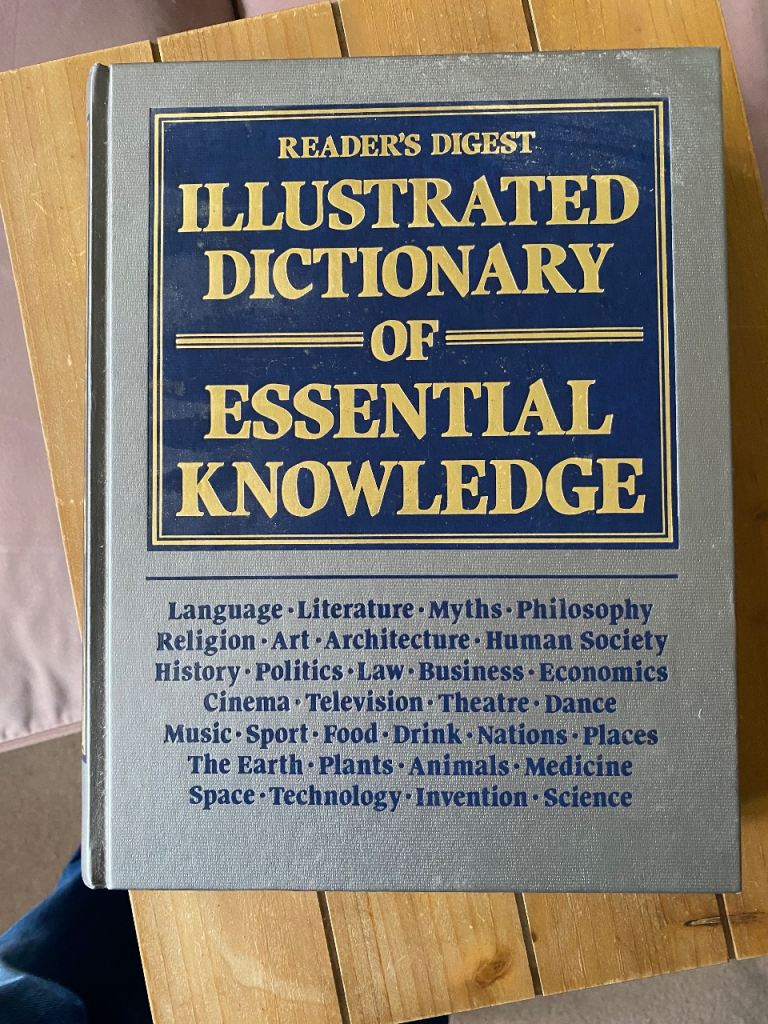 READER'S DIGEST
ILLUSTRATED
DICTIONARY
OF
ESSENTIAL
KNOWLEDGE
Language · Literature · Myths · Philosophy
Religion · Art · Architecture · Human Society
History · Politics · Law · Business · Economics
Cinema · Television · Theatre · Dance
Music · Sport · Food · Drink · Nations · Places
The Earth · Plants · Animals · Medicine
Space · Technology · Invention · Science